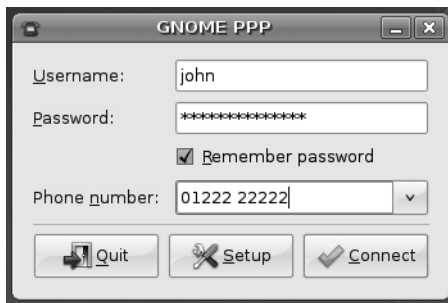 GNOME PPP
Username: john
Password: **************
Remember password
Phone number: 01222 22222
Quit Setup Connect